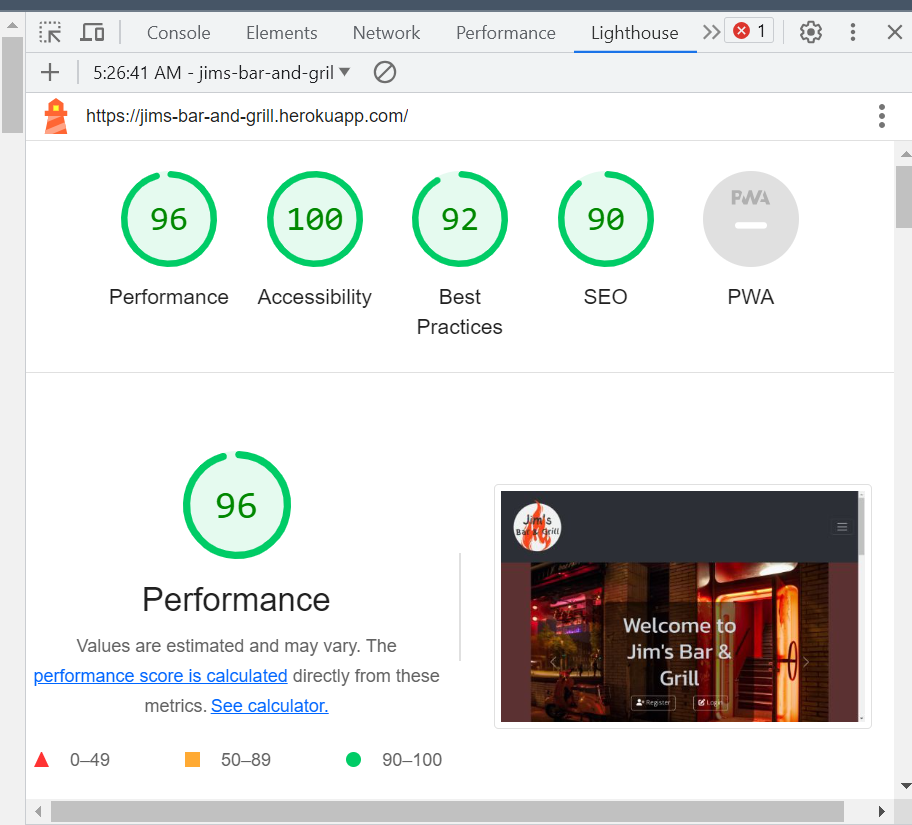 Console Elements Network Performance Lighthouse 1
5:26:41 AM - jims-bar-and-gril
https://jims-bar-and-grill.herokuapp.com/
96 100 92 90 PWA
Performance Accessibility Best Practices SEO PWA
96
Performance
Values are estimated and may vary. The
performance score is calculated directly from these
metrics. See calculator.
0–49 50–89 90–100
Jim's
Bar & Grill
Welcome to
Jim's Bar &
Grill
Register Login